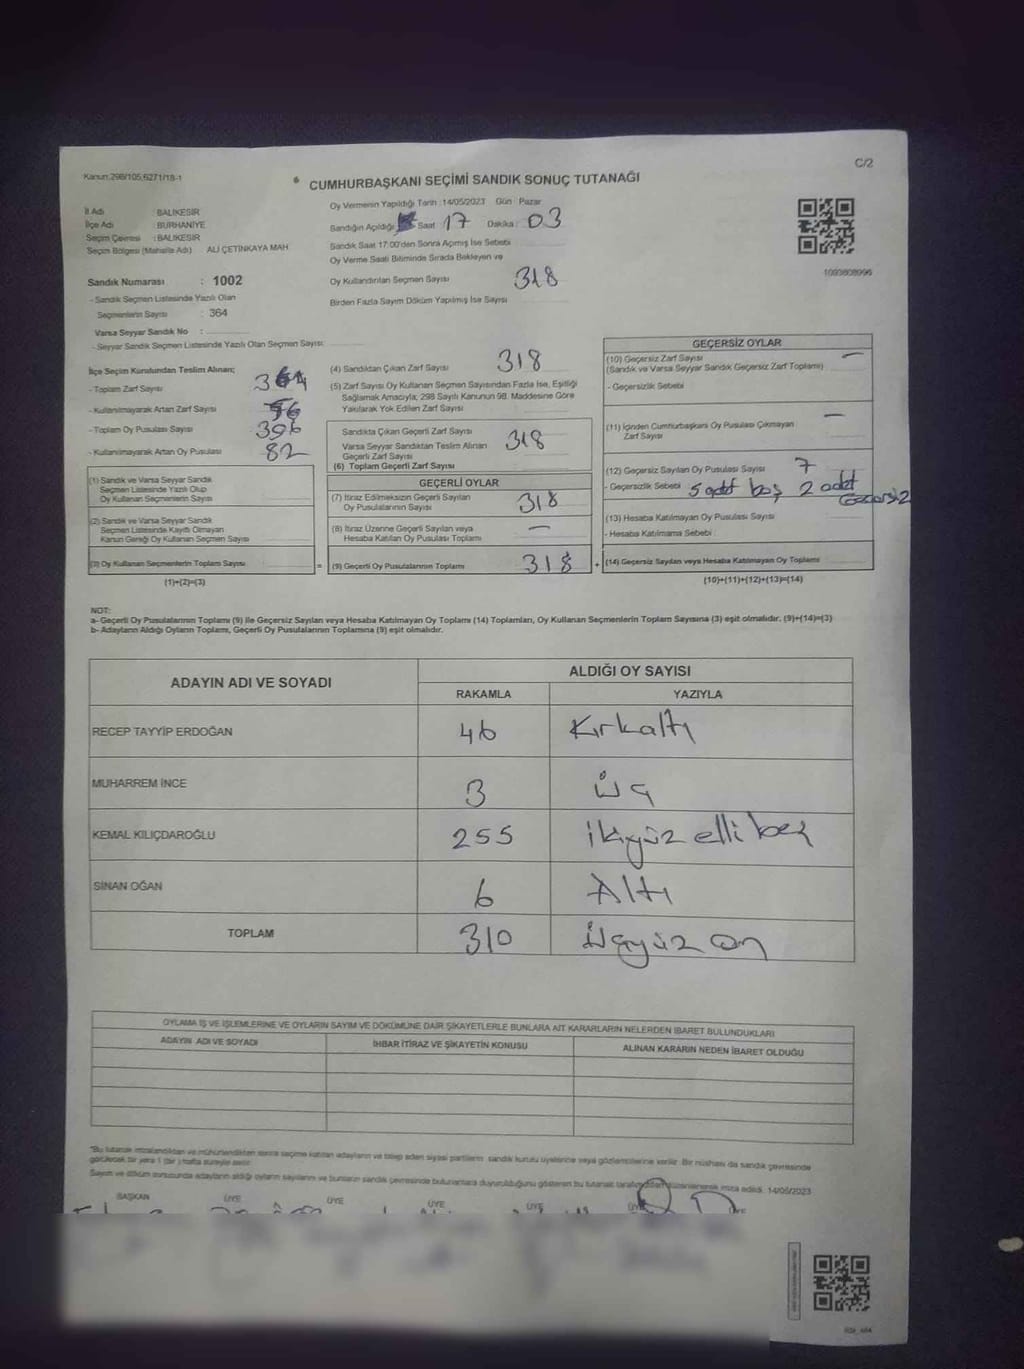 C/2
Kanun:298/105,6271/18-1
CUMHURBAŞKANI SEÇİMİ SANDIK SONUÇ TUTANAĞI
İl Adı : BALIKESİR
İlçe Adı : BURHANİYE
Seçim Çevresi : BALIKESİR
Seçim Bölgesi (Mahalle Adı) ALİ ÇETİNKAYA MAH.
Oy Vermenin Yapıldığı Tarih :14/05/2023 Gün Pazar
Sandığın Açıldığı Saat 17 Dakika : 03
Sandık Saat 17:00'den Sonra Açımış İse Sebebi
Oy Verme Saati Bitiminde Sırada Bekleyen ve
Oy Kullandırılan Seçmen Sayısı 318
Birden Fazla Sayım Döküm Yapılmış İse Sayısı
1093808996
Sandık Numarası : 1002
- Sandık Seçmen Listesinde Yazılı Olan
Seçmenlerin Sayısı : 364
Varsa Seyyar Sandık No :
- Seyyar Sandık Seçmen Listesinde Yazılı Olan Seçmen Sayısı:
İlçe Seçim Kurulundan Teslim Alınan;
- Toplam Zarf Sayısı
- Kullanılmayarak Artan Zarf Sayısı
- Toplam Oy Pusulası Sayısı 396
- Kullanılmayarak Artan Oy Pusulası 82
(1) Sandık ve Varsa Seyyar Sandık
Seçmen Listesinde Yazılı Olup
Oy Kullanan Seçmenlerin Sayısı
(2) Sandık ve Varsa Seyyar Sandık
Seçmen Listesinde Kayıtlı Olmayan
Kanun Gereği Oy Kullanan Seçmen Sayısı
(3) Oy Kullanan Seçmenlerin Toplam Sayısı
(1)+(2)=(3)
(4) Sandıktan Çıkan Zarf Sayısı 318
(5) Zarf Sayısı Oy Kullanan Seçmen Sayısından Fazla İse, Eşitliği
Sağlamak Amacıyla; 298 Sayılı Kanunun 98. Maddesine Göre
Yakılarak Yok Edilen Zarf Sayısı
Sandıkta Çıkan Geçerli Zarf Sayısı
Varsa Seyyar Sandıktan Teslim Alınan 318
Geçerli Zarf Sayısı
(6) Toplam Geçerli Zarf Sayısı
=
GEÇERLİ OYLAR
(7) İtiraz Edilmeksizin Geçerli Sayılan 318
Oy Pusulalarının Sayısı
(8) İtiraz Üzerine Geçerli Sayılan veya —
Hesaba Katılan Oy Pusulası Toplamı
(9) Geçerli Oy Pusulalarının Toplamı 318
+
GEÇERSİZ OYLAR
(10) Geçersiz Zarf Sayısı —
(Sandık ve Varsa Seyyar Sandık Geçersiz Zarf Toplamı)
- Geçersizlik Sebebi
(11) İçinden Cumhurbaşkanı Oy Pusulası Çıkmayan —
Zarf Sayısı
(12) Geçersiz Sayılan Oy Pusulası Sayısı 7
- Geçersizlik Sebebi 5 adet boş 2 adet
Geçersiz
(13) Hesaba Katılmayan Oy Pusulası Sayısı
- Hesaba Katılmama Sebebi :
(14) Geçersiz Sayılan veya Hesaba Katılmayan Oy Toplamı
(10)+(11)+(12)+(13)=(14)
NOT:
a- Geçerli Oy Pusulalarının Toplamı (9) ile Geçersiz Sayılan veya Hesaba Katılmayan Oy Toplamı (14) Toplamları, Oy Kullanan Seçmenlerin Toplam Sayısına (3) eşit olmalıdır. (9)+(14)=(3)
b- Adayların Aldığı Oyların Toplamı, Geçerli Oy Pusulalarının Toplamına (9) eşit olmalıdır.
ADAYIN ADI VE SOYADI
ALDIĞI OY SAYISI
RAKAMLA YAZIYLA
RECEP TAYYİP ERDOĞAN 46 Kırkaltı
MUHARREM İNCE 3 üç
KEMAL KILIÇDAROĞLU 255 ikiyüz elli beş
SİNAN OĞAN 6 Altı
TOPLAM 310 üçyüz on
OYLAMA İŞ VE İŞLEMLERİNE VE OYLARIN SAYIM VE DÖKÜMÜNE DAİR ŞİKAYETLERLE BUNLARA AİT KARARLARIN NELERDEN İBARET BULUNDUKLARI
ADAYIN ADI VE SOYADI İHBAR İTİRAZ VE ŞİKAYETİN KONUSU ALINAN KARARIN NEDEN İBARET OLDUĞU
*Bu tutanak imzalandıktan ve mühürlendikten sonra seçime katılan adayların ve talep eden siyasi partilerin sandık kurulu üyelerine veya gözlemcilerine verilir. Bir nüshası da sandık çevresinde
görülecek bir yere 1 (bir) hafta süreyle asılır.
Sayım ve döküm sonucunda adayların aldığı oyların sayılarını ve bunların sandık çevresinde bulunanlara duyurulduğunu gösteren bu tutanak düzenlenerek imza edildi. 14/05/2023
BAŞKAN ÜYE ÜYE ÜYE ÜYE ÜYE ÜYE